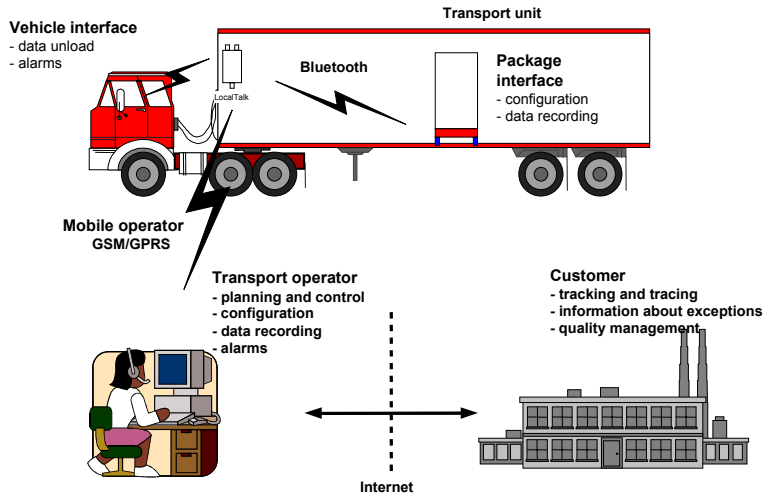 Transport unit
Vehicle interface
- data unload
- alarms
Bluetooth
Package
interface
- configuration
- data recording
LocalTalk
Mobile operator
GSM/GPRS
Transport operator
- planning and control
- configuration
- data recording
- alarms
Customer
- tracking and tracing
- information about exceptions
- quality management
Internet